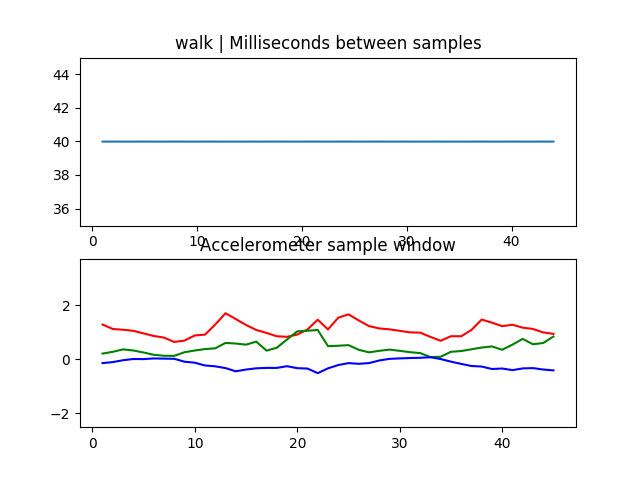 walk | Milliseconds between samples
44
42
40
38
36
0 10 20 30 40
Accelerometer sample window
2
0
−2
0 10 20 30 40